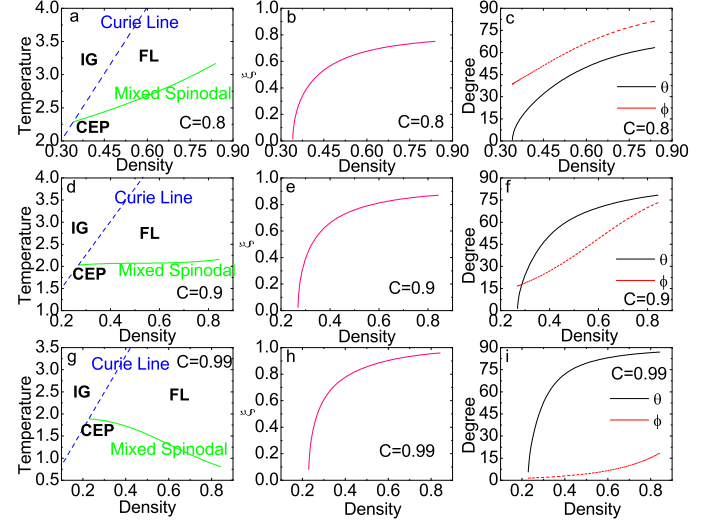 a
Curie Line
IG
FL
Mixed Spinodal
CEP
C=0.8
4.0
3.5
3.0
2.5
2.0
0.30
0.45
0.60
0.75
0.90
Temperature
Density
b
C=0.8
1.0
0.8
0.6
0.4
0.2
0.0
0.30
0.45
0.60
0.75
0.90
ξ
Density
c
θ
ϕ
C=0.8
90
75
60
45
30
15
0
0.30
0.45
0.60
0.75
0.90
Degree
Density
d
Curie Line
IG
FL
CEP
Mixed Spinodal
C=0.9
4.0
3.5
3.0
2.5
2.0
1.5
1.0
0.2
0.4
0.6
0.8
Temperature
Density
e
C=0.9
1.0
0.8
0.6
0.4
0.2
0.0
0.2
0.4
0.6
0.8
ξ
Density
f
θ
ϕ
C=0.9
90
75
60
45
30
15
0
0.2
0.4
0.6
0.8
Degree
Density
g
Curie Line
C=0.99
IG
FL
CEP
Mixed Spinodal
3.5
3.0
2.5
2.0
1.5
1.0
0.5
0.2
0.4
0.6
0.8
Temperature
Density
h
C=0.99
1.0
0.8
0.6
0.4
0.2
0.0
0.2
0.4
0.6
0.8
ξ
Density
i
C=0.99
θ
ϕ
90
75
60
45
30
15
0
0.2
0.4
0.6
0.8
Degree
Density